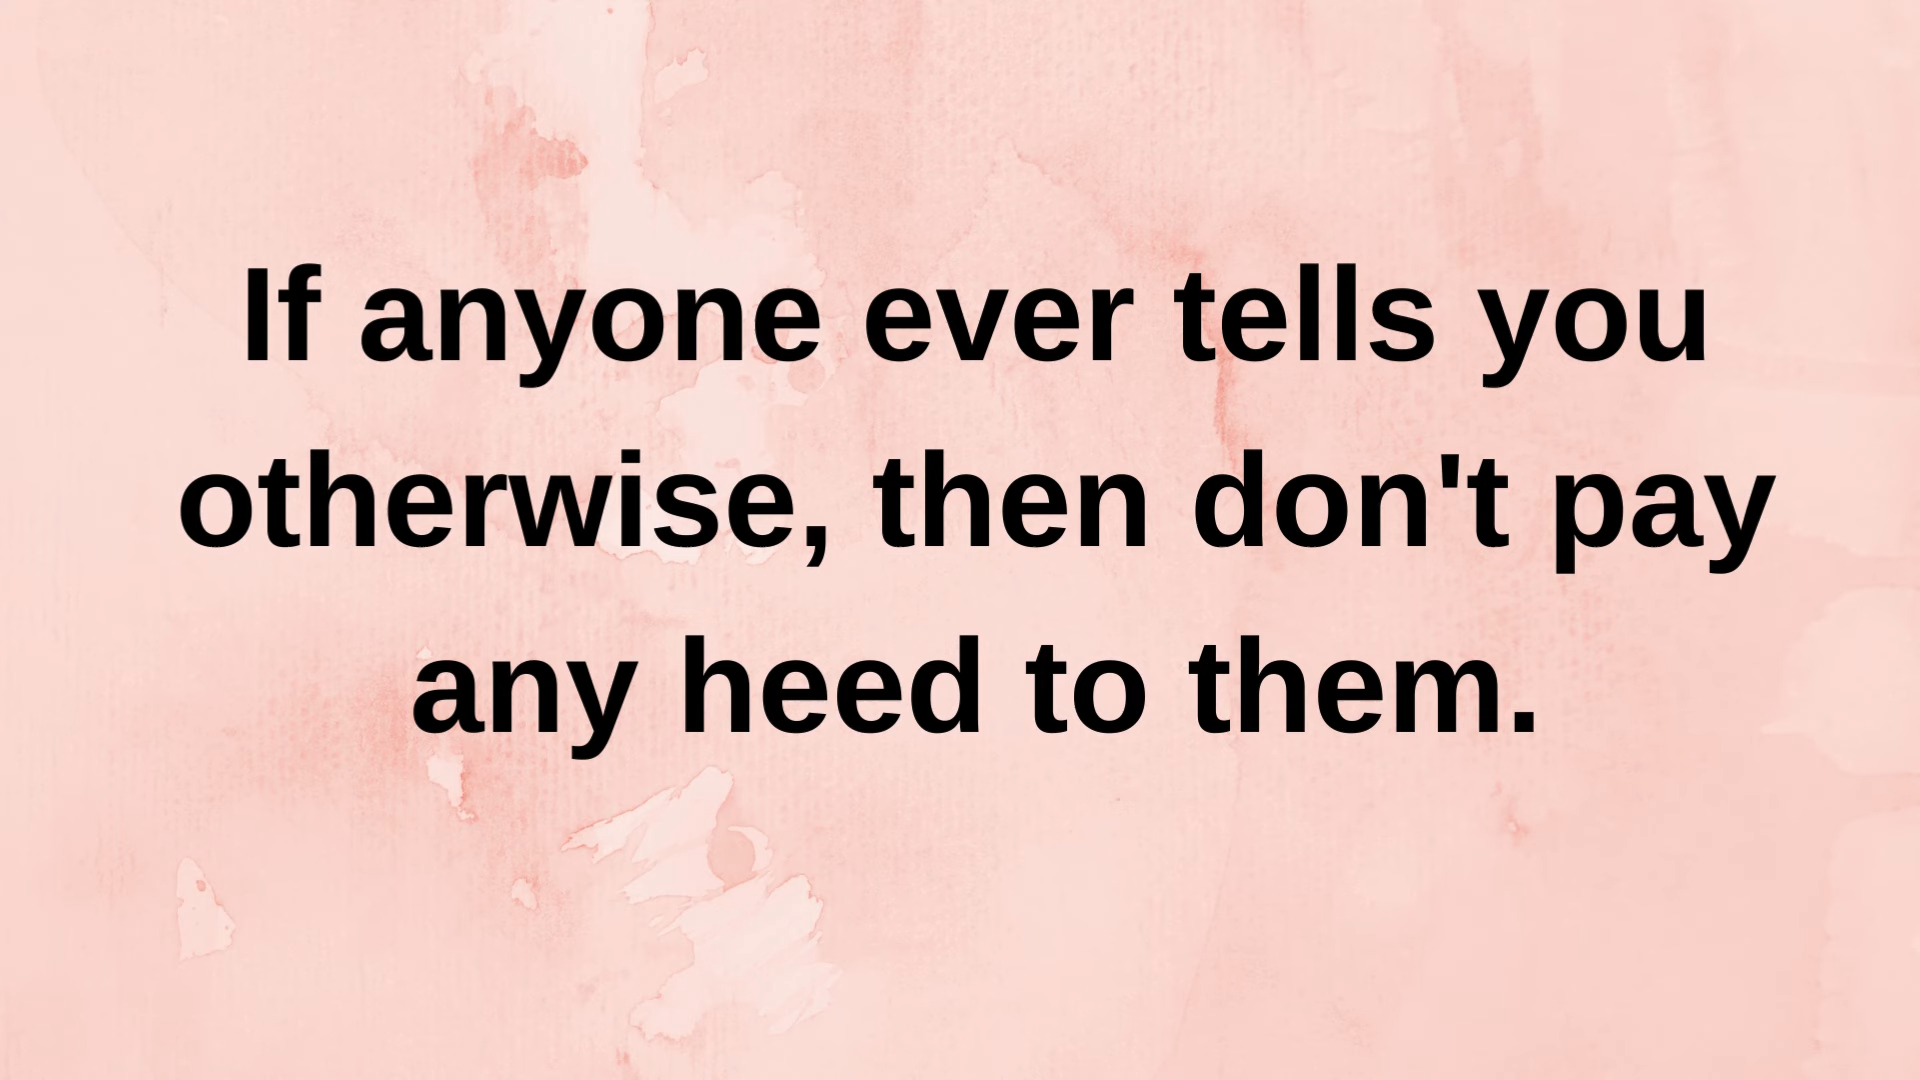 If anyone ever tells you
otherwise, then don't pay
any heed to them.